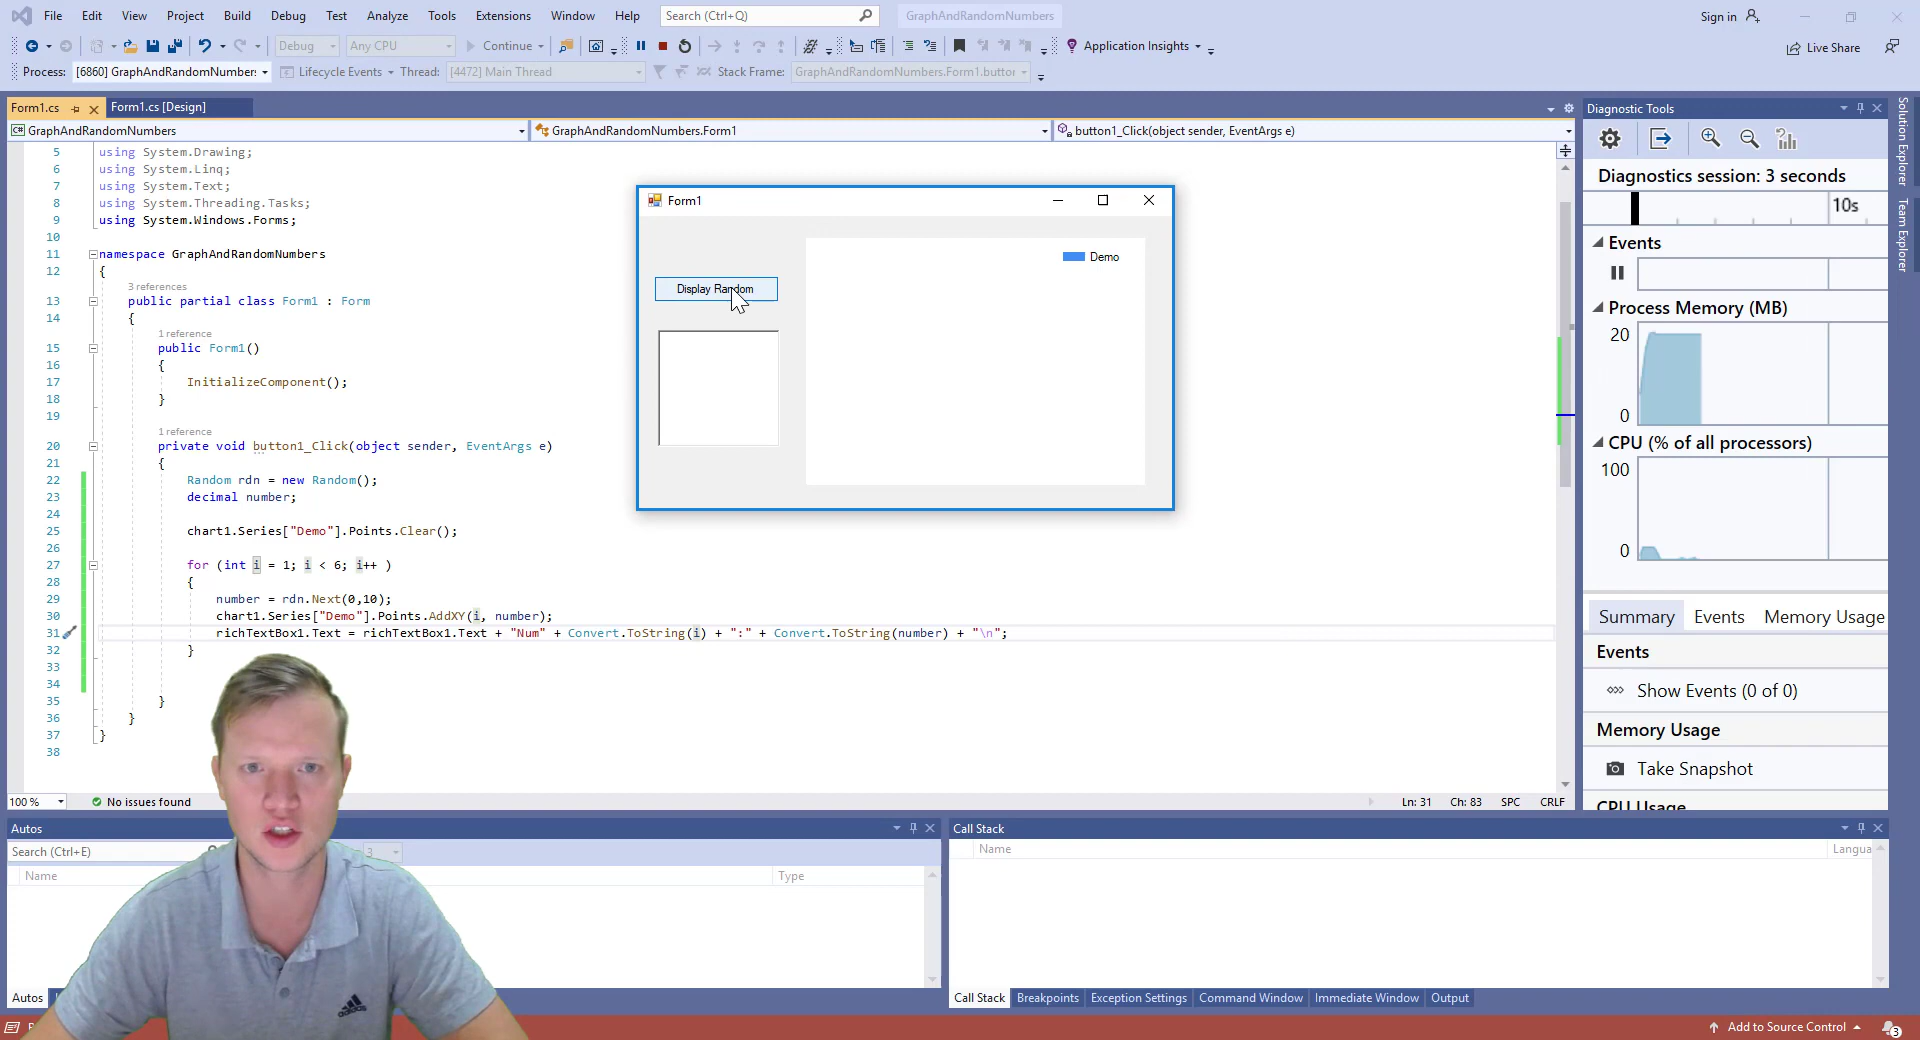 File Edit View Project Build Debug Test Analyze Tools Extensions Window Help Search (Ctrl+Q) GraphAndRandomNumbers Sign in
Debug Any CPU Continue Application Insights Live Share
Process: [6860] GraphAndRandomNumbers Lifecycle Events Thread: [4472] Main Thread Stack Frame: GraphAndRandomNumbers.Form1.button
Form1.cs Form1.cs [Design]
GraphAndRandomNumbers GraphAndRandomNumbers.Form1 button1_Click(object sender, EventArgs e)
5 using System.Drawing;
6 using System.Linq;
7 using System.Text;
8 using System.Threading.Tasks;
9 using System.Windows.Forms;
10
11 namespace GraphAndRandomNumbers
12 {
3 references
13 public partial class Form1 : Form
14 {
1 reference
15 public Form1()
16 {
17 InitializeComponent();
18 }
19
1 reference
20 private void button1_Click(object sender, EventArgs e)
21 {
22 Random rdn = new Random();
23 decimal number;
24
25 chart1.Series["Demo"].Points.Clear();
26
27 for (int i = 1; i < 6; i++ )
28 {
29 number = rdn.Next(0,10);
30 chart1.Series["Demo"].Points.AddXY(i, number);
31 richTextBox1.Text = richTextBox1.Text + "Num" + Convert.ToString(i) + ":" + Convert.ToString(number) + "\n";
32 }
33
34
35 }
36 }
37 }
38
Form1
Display Random
Demo
100 % No issues found Ln: 31 Ch: 83 SPC CRLF
Diagnostic Tools
Diagnostics session: 3 seconds
10s
Events
Process Memory (MB)
20
0
CPU (% of all processors)
100
0
Summary Events Memory Usage
Events
Show Events (0 of 0)
Memory Usage
Take Snapshot
CPU Usage
Solution Explorer
Team Explorer
Autos
Search (Ctrl+E) 3
Name Type
Autos
Call Stack
Name Langua
Call Stack Breakpoints Exception Settings Command Window Immediate Window Output
Add to Source Control 3